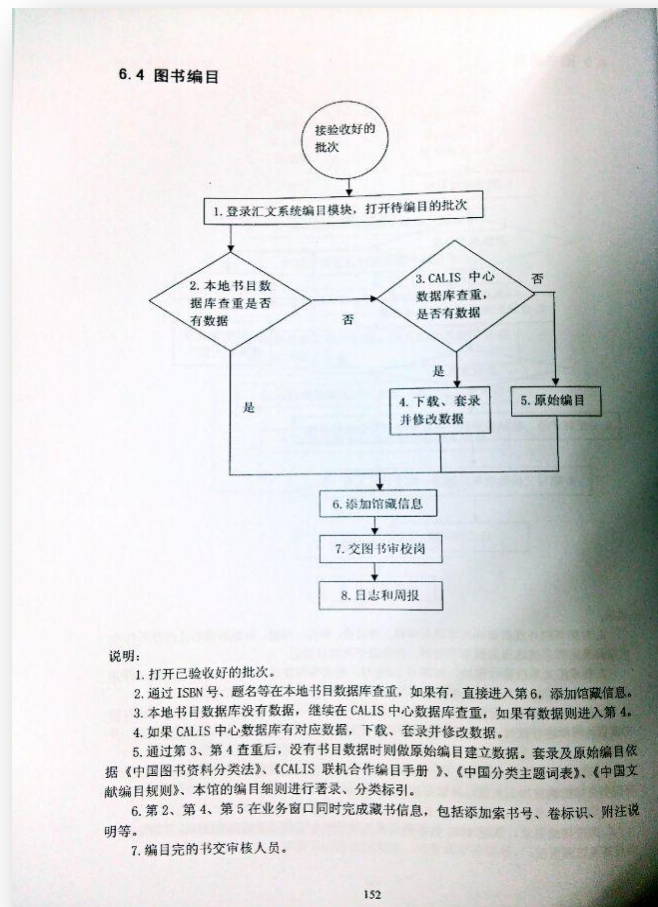 6.4 图书编目
接验收好的
批次
1.登录汇文系统编目模块，打开待编目的批次
2.本地书目数
据库查重是否
有数据
否
3.CALIS 中心
数据库查重，
是否有数据
否
是
是
4.下载、套录
并修改数据
5.原始编目
6.添加馆藏信息
7.交图书审校岗
8.日志和周报
说明：
1.打开已验收好的批次。
2.通过 ISBN 号、题名等在本地书目数据库查重，如果有，直接进入第6，添加馆藏信息。
3.本地书目数据库没有数据，继续在 CALIS 中心数据库查重，如果有数据则进入第 4。
4.如果 CALIS 中心数据库有对应数据，下载、套录并修改数据。
5.通过第 3、第 4 查重后，没有书目数据时则做原始编目建立数据。套录及原始编目依
据《中国图书资料分类法》、《CALIS 联机合作编目手册 》、《中国分类主题词表》、《中国文
献编目规则》、本馆的编目细则进行著录、分类标引。
6.第 2、第 4、第 5 在业务窗口同时完成藏书信息，包括添加索书号、卷标识、附注说
明等。
7.编目完的书交审核人员。
152